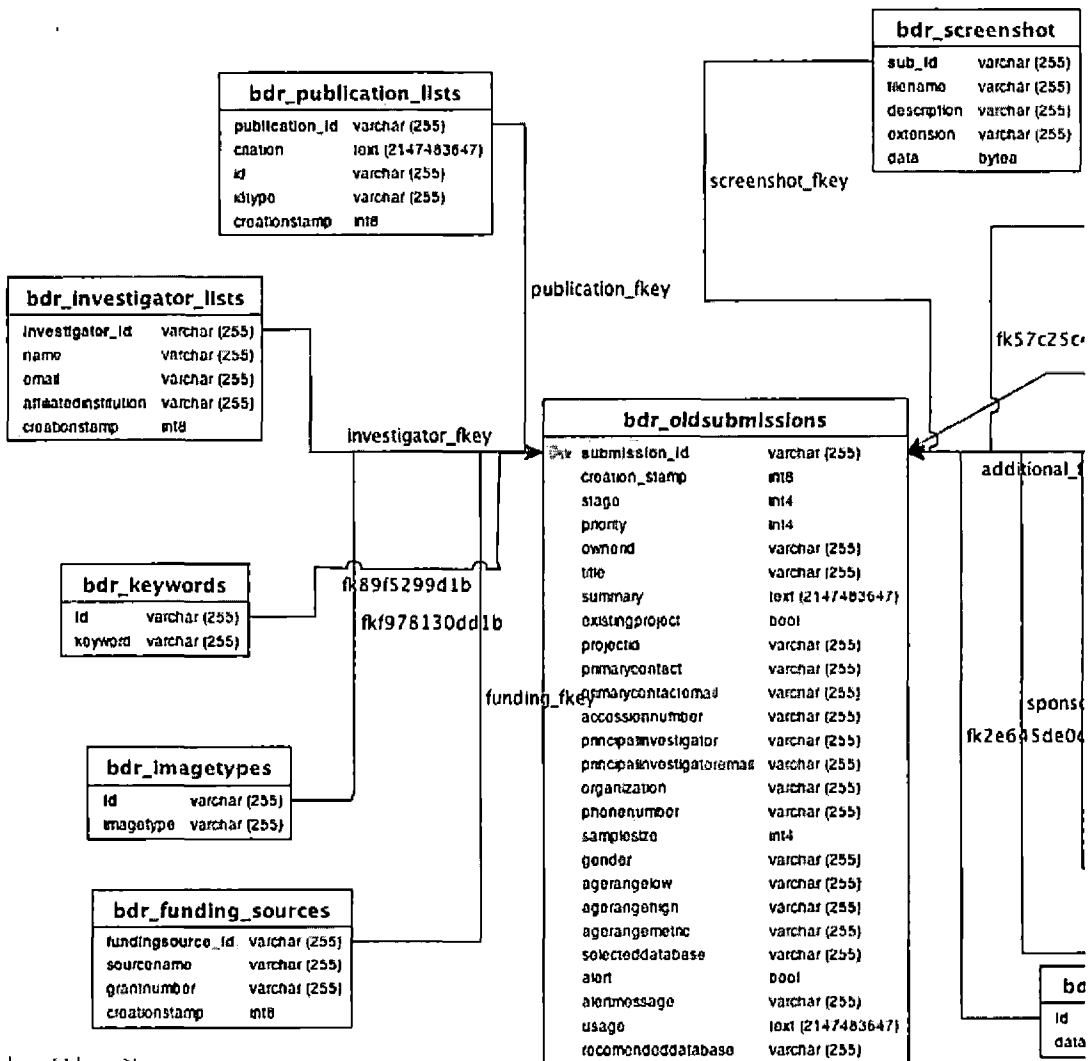 bdr_screenshot
sub_id varchar (255)
filename varchar (255)
description varchar (255)
extension varchar (255)
data bytea
bdr_publication_lists
publication_id varchar (255)
citation text (2147483647)
id varchar (255)
idtype varchar (255)
creationstamp int8
screenshot_fkey
publication_fkey
bdr_investigator_lists
investigator_id varchar (255)
name varchar (255)
email varchar (255)
affiliatedinstitution varchar (255)
creationstamp int8
fk57c25c
investigator_fkey
additional_f
bdr_oldsubmissions
submission_id varchar (255)
creation_stamp int8
stage int4
priority int4
ownerid varchar (255)
title varchar (255)
summary text (2147483647)
existingproject bool
projectid varchar (255)
primarycontact varchar (255)
primarycontactemail varchar (255)
accessionnumber varchar (255)
principalinvestigator varchar (255)
principalinvestigatoremail varchar (255)
organization varchar (255)
phonenumber varchar (255)
samplesize int4
gender varchar (255)
agerangelow varchar (255)
agerangehigh varchar (255)
agerangemetric varchar (255)
selecteddatabase varchar (255)
alert bool
alertmessage varchar (255)
usage text (2147483647)
recomendeddatabase varchar (255)
bdr_keywords
id varchar (255)
keyword varchar (255)
fk89f5299d1b
fkf978130dd1b
funding_fkey
bdr_imagetypes
id varchar (255)
imagetype varchar (255)
bdr_funding_sources
fundingsource_id varchar (255)
sourcename varchar (255)
grantnumber varchar (255)
creationstamp int8
spons
fk2e645de0
bd
id
data